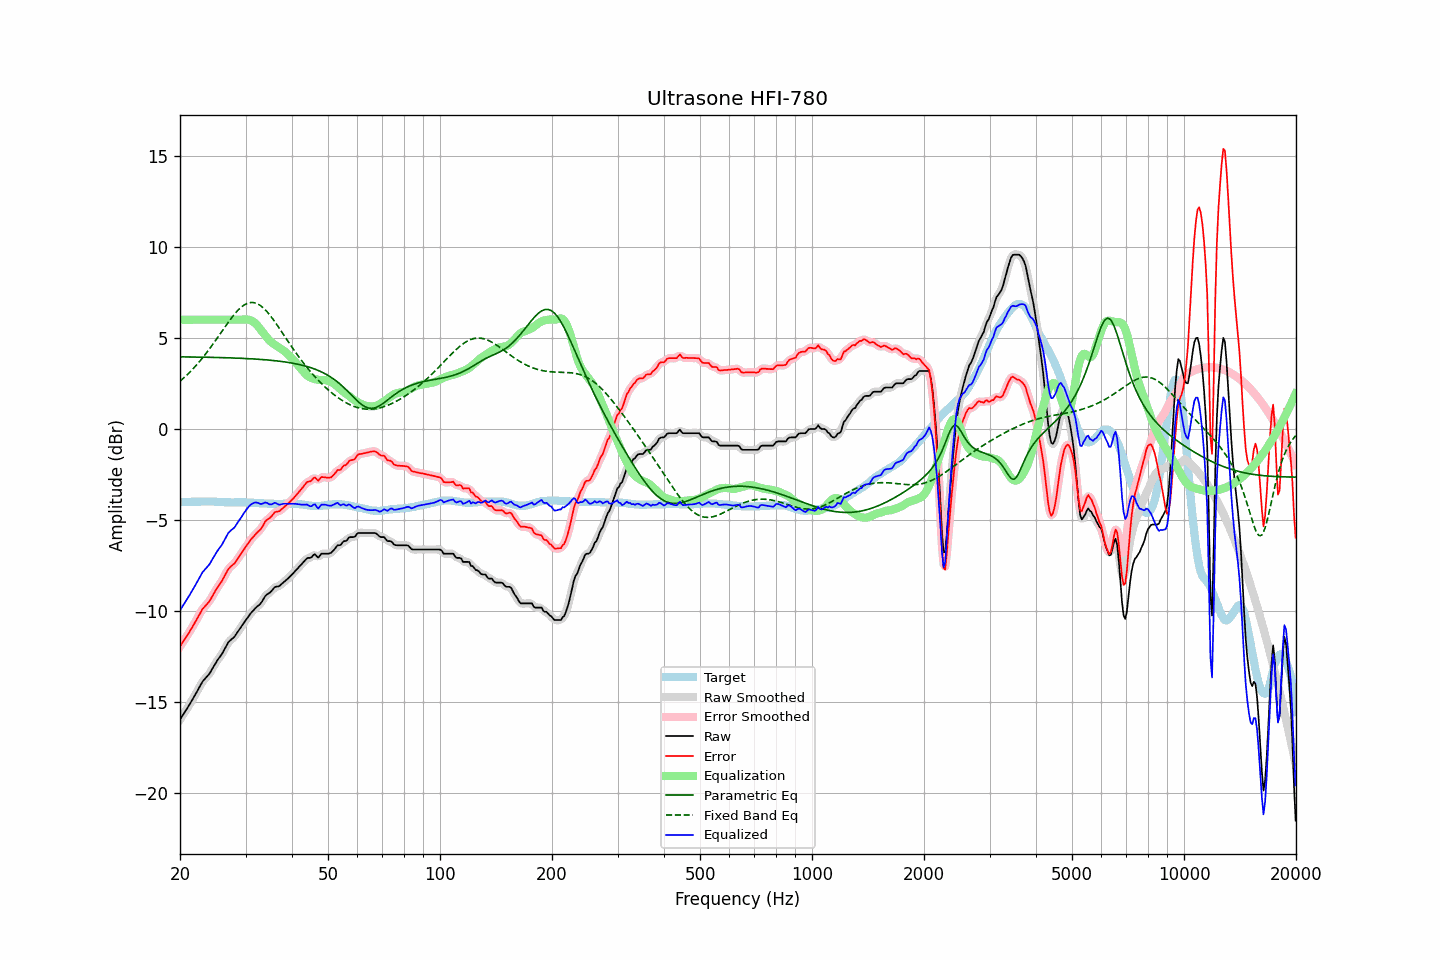 Ultrasone HFI-780
Amplitude (dBr)
15
10
5
0
−5
−10
−15
−20
Target
Raw Smoothed
Error Smoothed
Raw
Error
Equalization
Parametric Eq
Fixed Band Eq
Equalized
20 50 100 200 500 1000 2000 5000 10000 20000
Frequency (Hz)